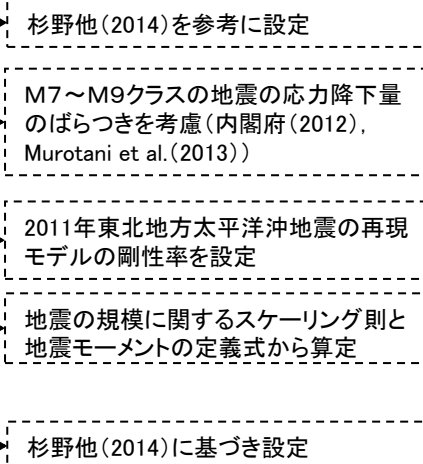 杉野他(2014)を参考に設定
M7～M9クラスの地震の応力降下量
のばらつきを考慮(内閣府(2012),
Murotani et al.(2013))
2011年東北地方太平洋沖地震の再現
モデルの剛性率を設定
地震の規模に関するスケーリング則と
地震モーメントの定義式から算定
杉野他(2014)に基づき設定